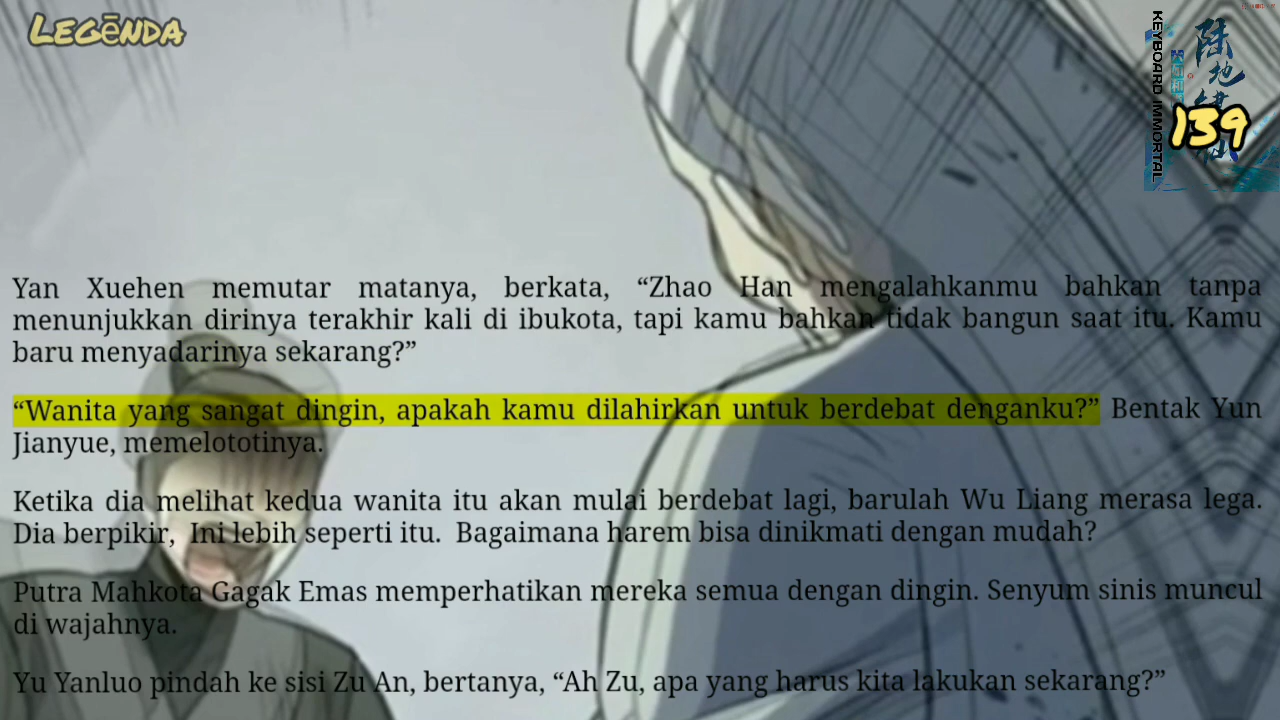 LEGĒNDA
KEYBOARD IMMORTAL
陆地键仙
139
Yan Xuehen memutar matanya, berkata, “Zhao Han mengalahkanmu bahkan tanpa
menunjukkan dirinya terakhir kali di ibukota, tapi kamu bahkan tidak bangun saat itu. Kamu
baru menyadarinya sekarang?”
“Wanita yang sangat dingin, apakah kamu dilahirkan untuk berdebat denganku?” Bentak Yun
Jianyue, memelototinya.
Ketika dia melihat kedua wanita itu akan mulai berdebat lagi, barulah Wu Liang merasa lega.
Dia berpikir, Ini lebih seperti itu. Bagaimana harem bisa dinikmati dengan mudah?
Putra Mahkota Gagak Emas memperhatikan mereka semua dengan dingin. Senyum sinis muncul
di wajahnya.
Yu Yanluo pindah ke sisi Zu An, bertanya, “Ah Zu, apa yang harus kita lakukan sekarang?”